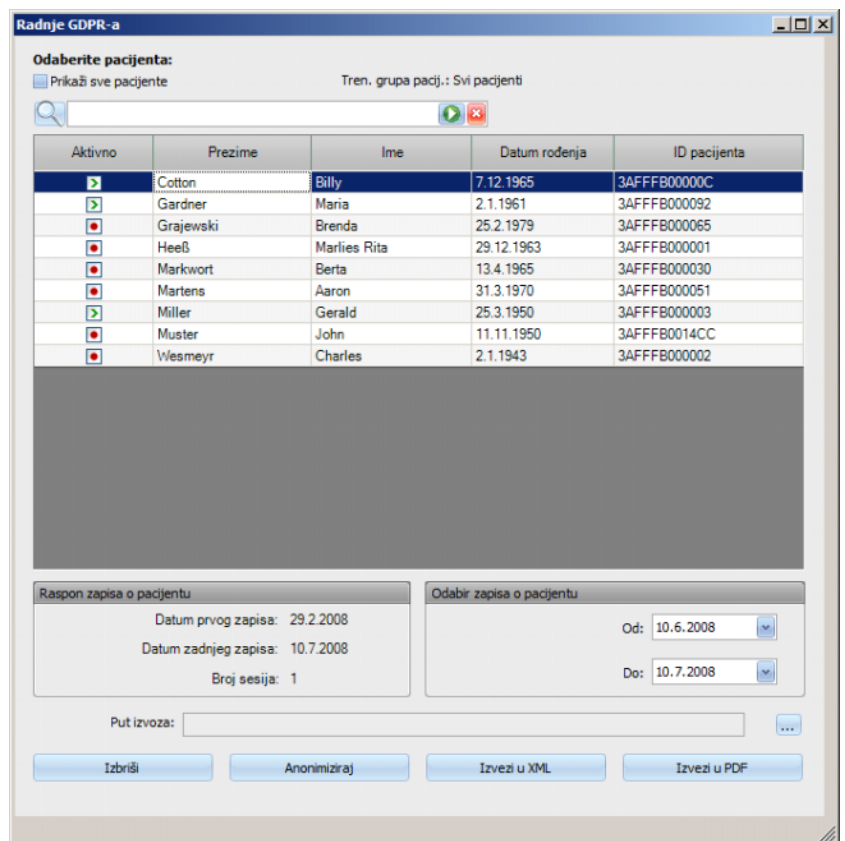 Radnje GDPR-a
Odaberite pacijenta:
Prikaži sve pacijente Tren. grupa pacij.: Svi pacijenti
Aktivno Prezime Ime Datum rođenja ID pacijenta
Cotton Billy 7.12.1965 3AFFFB00000C
Gardner Maria 2.1.1961 3AFFFB000092
Grajewski Brenda 25.2.1979 3AFFFB000065
Heeß Marlies Rita 29.12.1963 3AFFFB000001
Markwort Berta 13.4.1965 3AFFFB000030
Martens Aaron 31.3.1970 3AFFFB000051
Miller Gerald 25.3.1950 3AFFFB000003
Muster John 11.11.1950 3AFFFB0014CC
Wesmeyr Charles 2.1.1943 3AFFFB000002
Raspon zapisa o pacijentu
Datum prvog zapisa: 29.2.2008
Datum zadnjeg zapisa: 10.7.2008
Broj sesija: 1
Odabir zapisa o pacijentu
Od: 10.6.2008
Do: 10.7.2008
Put izvoza: ...
Izbriši Anonimiziraj Izvezi u XML Izvezi u PDF